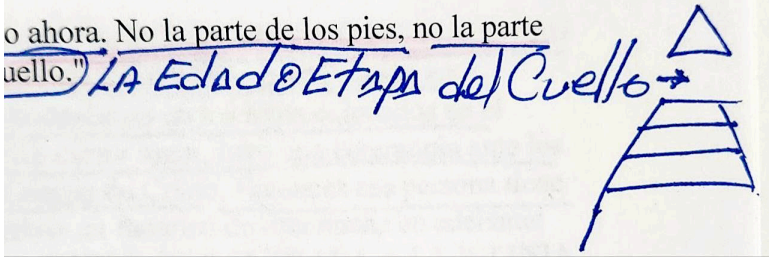 o ahora. No la parte de los pies, no la parte
uello." LA Edad O Etapa del Cuello →